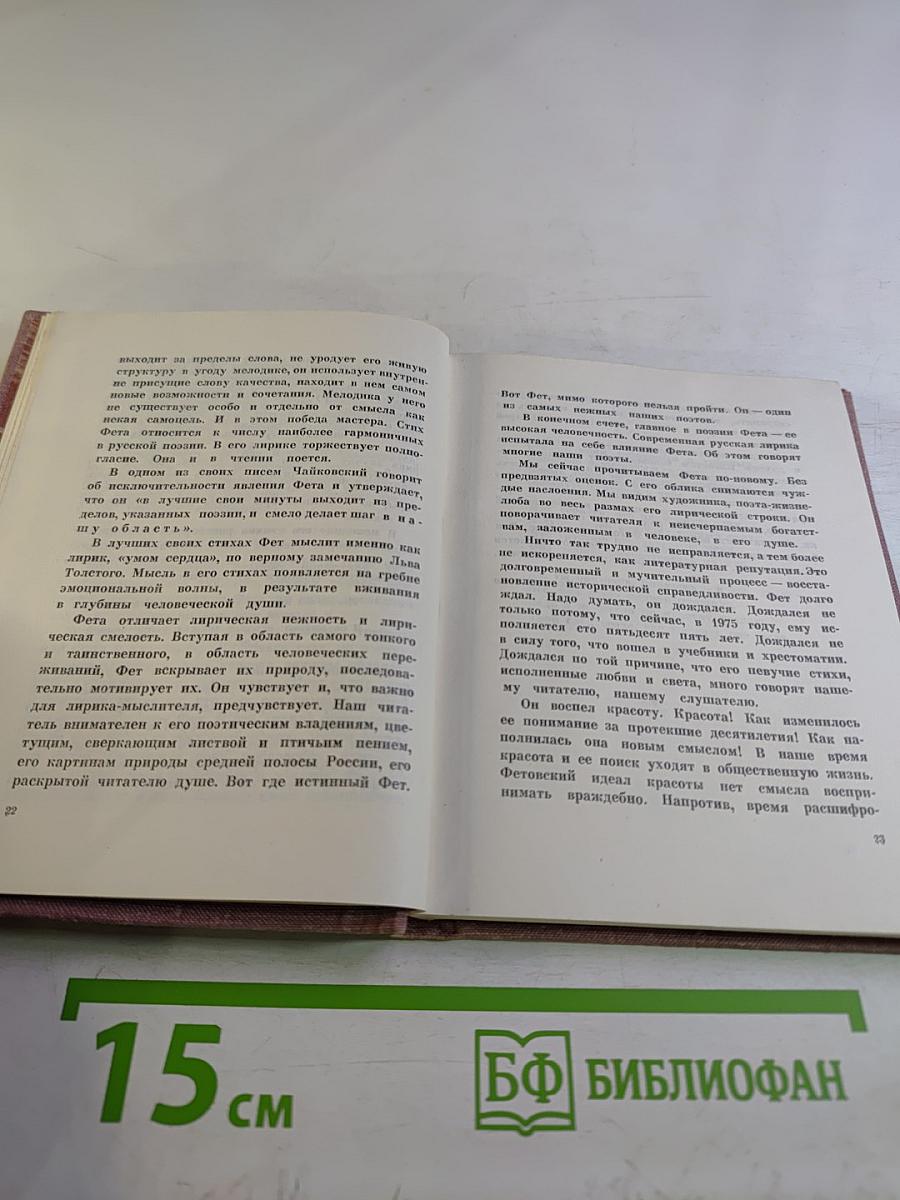 выходит за пределы слова, не уродует его живую
структуру в угоду мелодике, он использует внутрен-
не присущие слову качества, находит в нем самом
новые возможности и сочетания. Мелодика у него
не существует особо и отдельно от смысла как
некая самоцель. И в этом победа мастера. Стих
Фета относится к числу наиболее гармоничных
в русской поэзии. В его лирике торжествует полно-
гласие. Она и в чтении поется.
В одном из своих писем Чайковский говорит
об исключительности явления Фета и утверждает,
что он «в лучшие свои минуты выходит из пре-
делов, указанных поэзии, и смело делает шаг в на-
шу область».
В лучших своих стихах Фет мыслит именно как
лирик, «умом сердца», по верному замечанию Льва
Толстого. Мысль в его стихах появляется на гребне
эмоциональной волны, в результате вживания
в глубины человеческой души.
Фета отличает лирическая нежность и лири-
ческая смелость. Вступая в область самого тонкого
и таинственного, в область человеческих пере-
живаний, Фет вскрывает их природу, последова-
тельно мотивирует их. Он чувствует и, что важно
для лирика-мыслителя, предчувствует. Наш чита-
тель внимателен к его поэтическим владениям, цве-
тущим, сверкающим листвой и птичьим пением,
его картинам природы средней полосы России, его
раскрытой читателю душе. Вот где истинный Фет.
22
Вот Фет, мимо которого нельзя пройти. Он — один
из самых нежных наших поэтов.
В конечном счете, главное в поэзии Фета — ее
высокая человечность. Современная русская лирика
испытала на себе влияние Фета. Об этом говорят
многие наши поэты.
Мы сейчас прочитываем Фета по-новому. Без
предвзятых оценок. С его облика снимаются чуж-
дые наслоения. Мы видим художника, поэта-жизне-
люба во весь размах его лирической строки. Он
поворачивает читателя к неисчерпаемым богатст-
вам, заложенным в человеке, в его душе.
Ничто так трудно не исправляется, а тем более
не искореняется, как литературная репутация. Это
долговременный и мучительный процесс — восста-
новление исторической справедливости. Фет долго
ждал. Надо думать, он дождался. Дождался не
только потому, что сейчас, в 1975 году, ему ис-
полняется сто пятьдесят пять лет. Дождался не
в силу того, что вошел в учебники и хрестоматии.
Дождался по той причине, что его певучие стихи,
исполненные любви и света, много говорят наше-
му читателю, нашему слушателю.
Он воспел красоту. Красота! Как изменилось
ее понимание за протекшие десятилетия! Как на-
полнилась она новым смыслом! В наше время
красота и ее поиск уходят в общественную жизнь.
Фетовский идеал красоты нет смысла воспри-
нимать враждебно. Напротив, время расшифро-
23
15 см
БФ БИБЛИОФАН